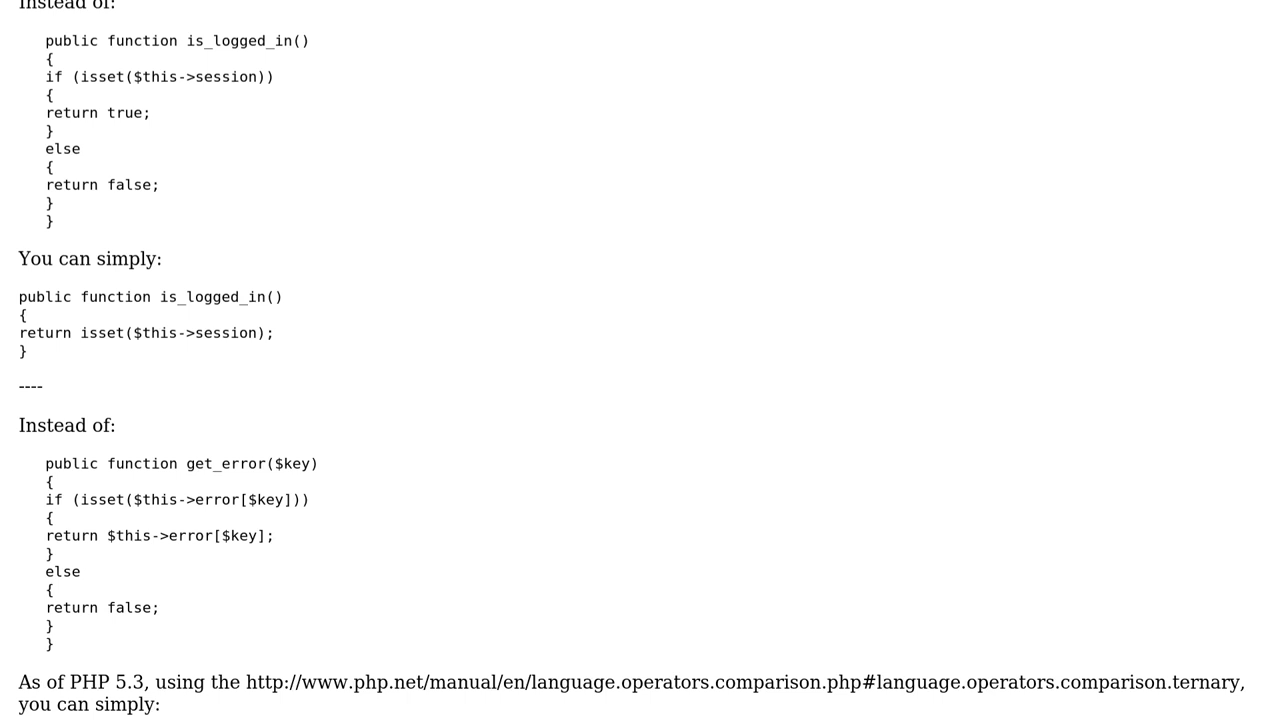 Instead of:
public function is_logged_in()
{
if (isset($this->session))
{
return true;
}
else
{
return false;
}
}
You can simply:
public function is_logged_in()
{
return isset($this->session);
}
----
Instead of:
public function get_error($key)
{
if (isset($this->error[$key]))
{
return $this->error[$key];
}
else
{
return false;
}
}
As of PHP 5.3, using the http://www.php.net/manual/en/language.operators.comparison.php#language.operators.comparison.ternary,
you can simply: